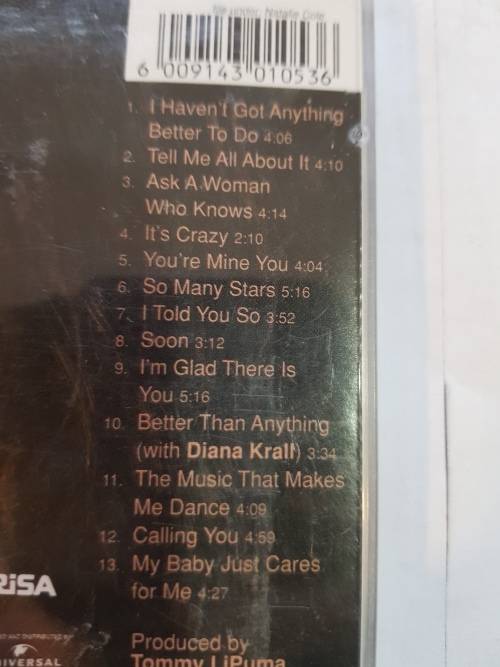 file under: Natalie Cole
6 009143 010536
1. I Haven't Got Anything
Better To Do 4:06
2. Tell Me All About It 4:10
3. Ask A Woman
Who Knows 4:14
4. It's Crazy 2:10
5. You're Mine You 4:04
6. So Many Stars 5:16
7. I Told You So 3:52
8. Soon 3:12
9. I'm Glad There Is
You 5:16
10. Better Than Anything
(with Diana Krall) 3:34
11. The Music That Makes
Me Dance 4:09
12. Calling You 4:59
13. My Baby Just Cares
for Me 4:27
RiSA
DISTRIBUTED BY
UNIVERSAL
Produced by
Tommy LiPuma